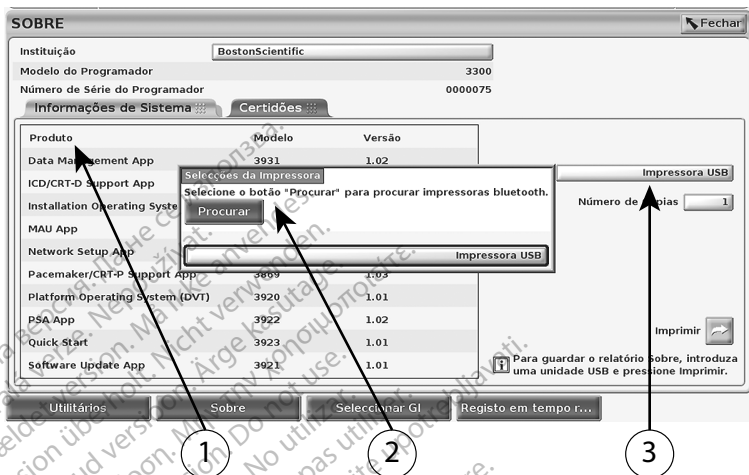 SOBRE
Fechar
Instituição
BostonScientific
Modelo do Programador
3300
Número de Série do Programador
0000075
Informações de Sistema
Certidões
Produto Modelo Versão
Data Management App 3931 1.02
ICD/CRT-D Support App
Installation Operating Syste
MAU App
Network Setup App
Pacemaker/CRT-P Support App 3869 1.03
Platform Operating System (DVT) 3920 1.01
PSA App 3922 1.02
Quick Start 3923 1.01
Software Update App 3921 1.01
Selecções da Impressora
Selecione o botão "Procurar" para procurar impressoras bluetooth.
Procurar
Impressora USB
Impressora USB
Número de Cópias 1
Imprimir
Para guardar o relatório Sobre, introduza
uma unidade USB e pressione Imprimir.
Utilitários
Sobre
Seleccionar GI
Registo em tempo r...
1
2
3